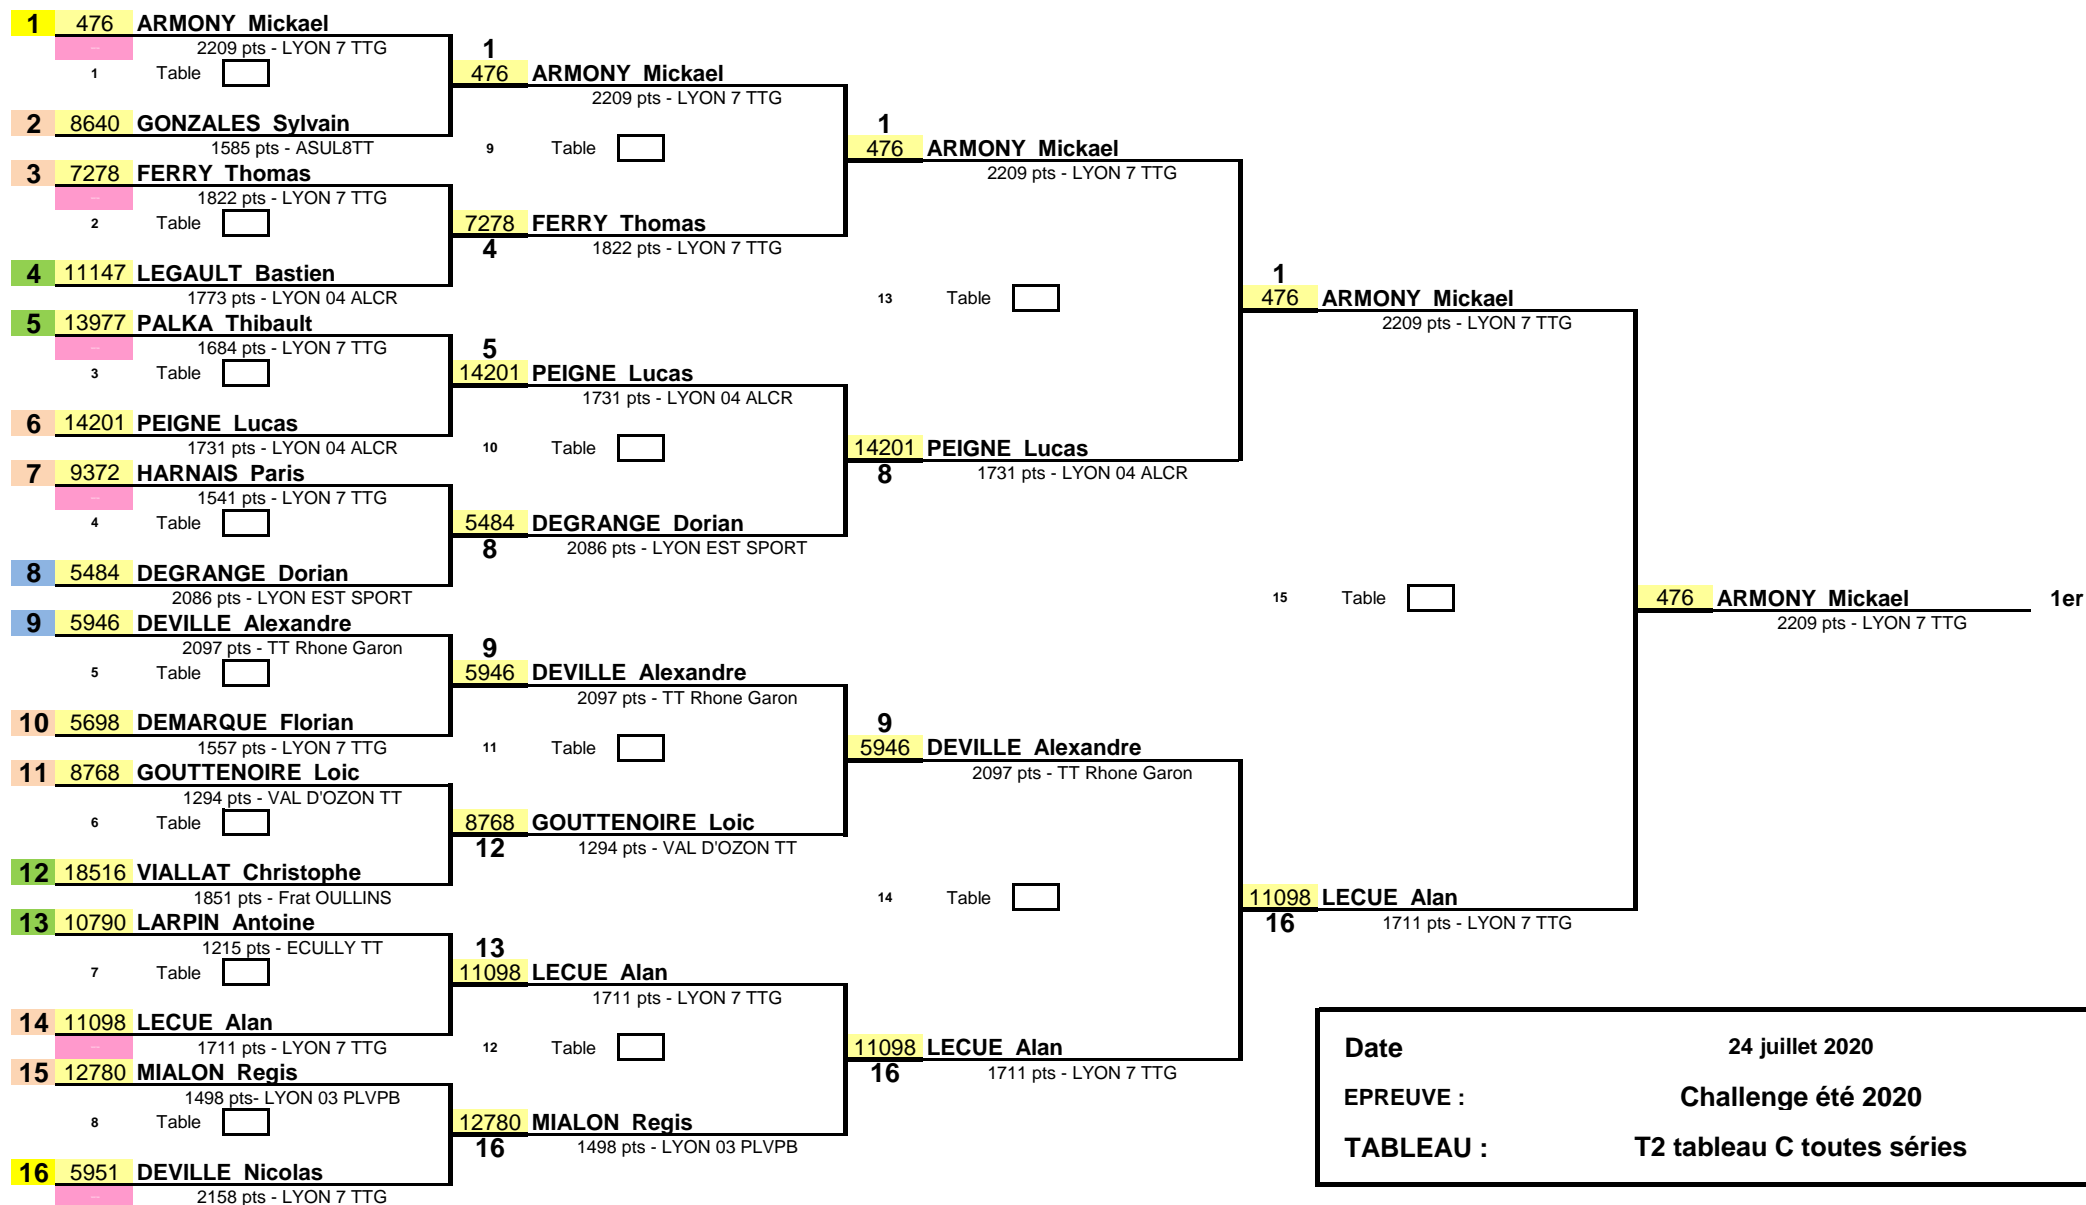 1 476 ARMONY Mickael
2209 pts - LYON 7 TTG
1 Table
2 8640 GONZALES Sylvain
1585 pts - ASUL8TT
3 7278 FERRY Thomas
1822 pts - LYON 7 TTG
2 Table
4 11147 LEGAULT Bastien
1773 pts - LYON 04 ALCR
5 13977 PALKA Thibault
1684 pts - LYON 7 TTG
3 Table
6 14201 PEIGNE Lucas
1731 pts - LYON 04 ALCR
7 9372 HARNAIS Paris
1541 pts - LYON 7 TTG
4 Table
8 5484 DEGRANGE Dorian
2086 pts - LYON EST SPORT
9 5946 DEVILLE Alexandre
2097 pts - TT Rhone Garon
5 Table
10 5698 DEMARQUE Florian
1557 pts - LYON 7 TTG
11 8768 GOUTTENOIRE Loic
1294 pts - VAL D'OZON TT
6 Table
12 18516 VIALLAT Christophe
1851 pts - Frat OULLINS
13 10790 LARPIN Antoine
1215 pts - ECULLY TT
7 Table
14 11098 LECUE Alan
1711 pts - LYON 7 TTG
15 12780 MIALON Regis
1498 pts- LYON 03 PLVPB
8 Table
16 5951 DEVILLE Nicolas
2158 pts - LYON 7 TTG
1
476 ARMONY Mickael
2209 pts - LYON 7 TTG
9 Table
7278 FERRY Thomas
4 1822 pts - LYON 7 TTG
5
14201 PEIGNE Lucas
1731 pts - LYON 04 ALCR
10 Table
5484 DEGRANGE Dorian
8 2086 pts - LYON EST SPORT
9
5946 DEVILLE Alexandre
2097 pts - TT Rhone Garon
11 Table
8768 GOUTTENOIRE Loic
12 1294 pts - VAL D'OZON TT
13
11098 LECUE Alan
1711 pts - LYON 7 TTG
12 Table
12780 MIALON Regis
16 1498 pts - LYON 03 PLVPB
1
476 ARMONY Mickael
2209 pts - LYON 7 TTG
13 Table
14201 PEIGNE Lucas
8 1731 pts - LYON 04 ALCR
9
5946 DEVILLE Alexandre
2097 pts - TT Rhone Garon
14 Table
11098 LECUE Alan
16 1711 pts - LYON 7 TTG
1
476 ARMONY Mickael
2209 pts - LYON 7 TTG
15 Table
11098 LECUE Alan
16 1711 pts - LYON 7 TTG
476 ARMONY Mickael 1er
2209 pts - LYON 7 TTG
Date 24 juillet 2020
EPREUVE : Challenge été 2020
TABLEAU : T2 tableau C toutes séries